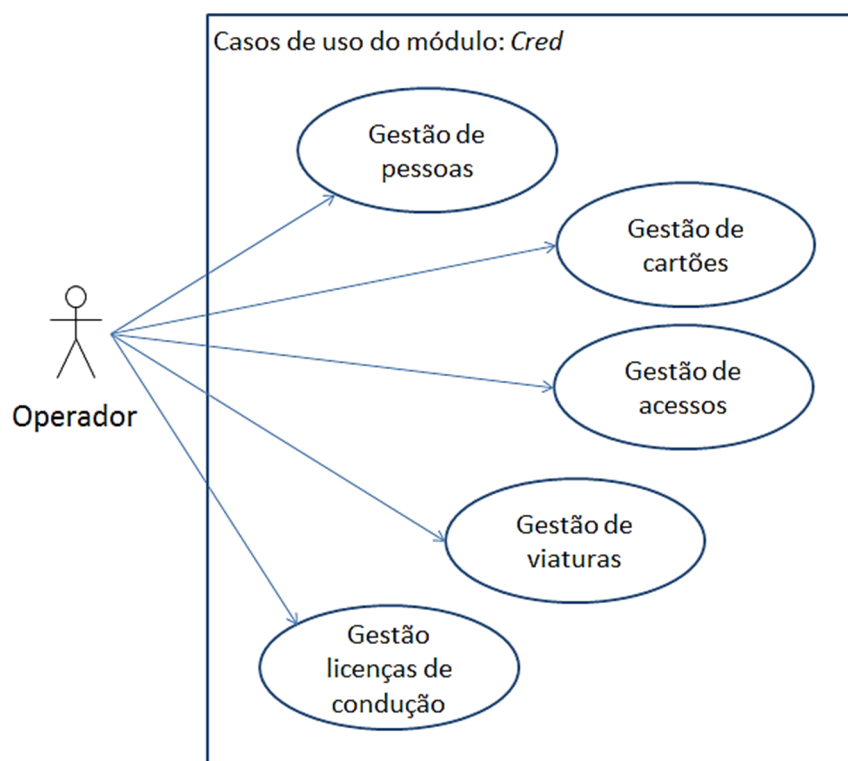 Casos de uso do módulo: Cred
Gestão de
pessoas
Gestão de
cartões
Gestão de
acessos
Operador
Gestão de
viaturas
Gestão
licenças de
condução